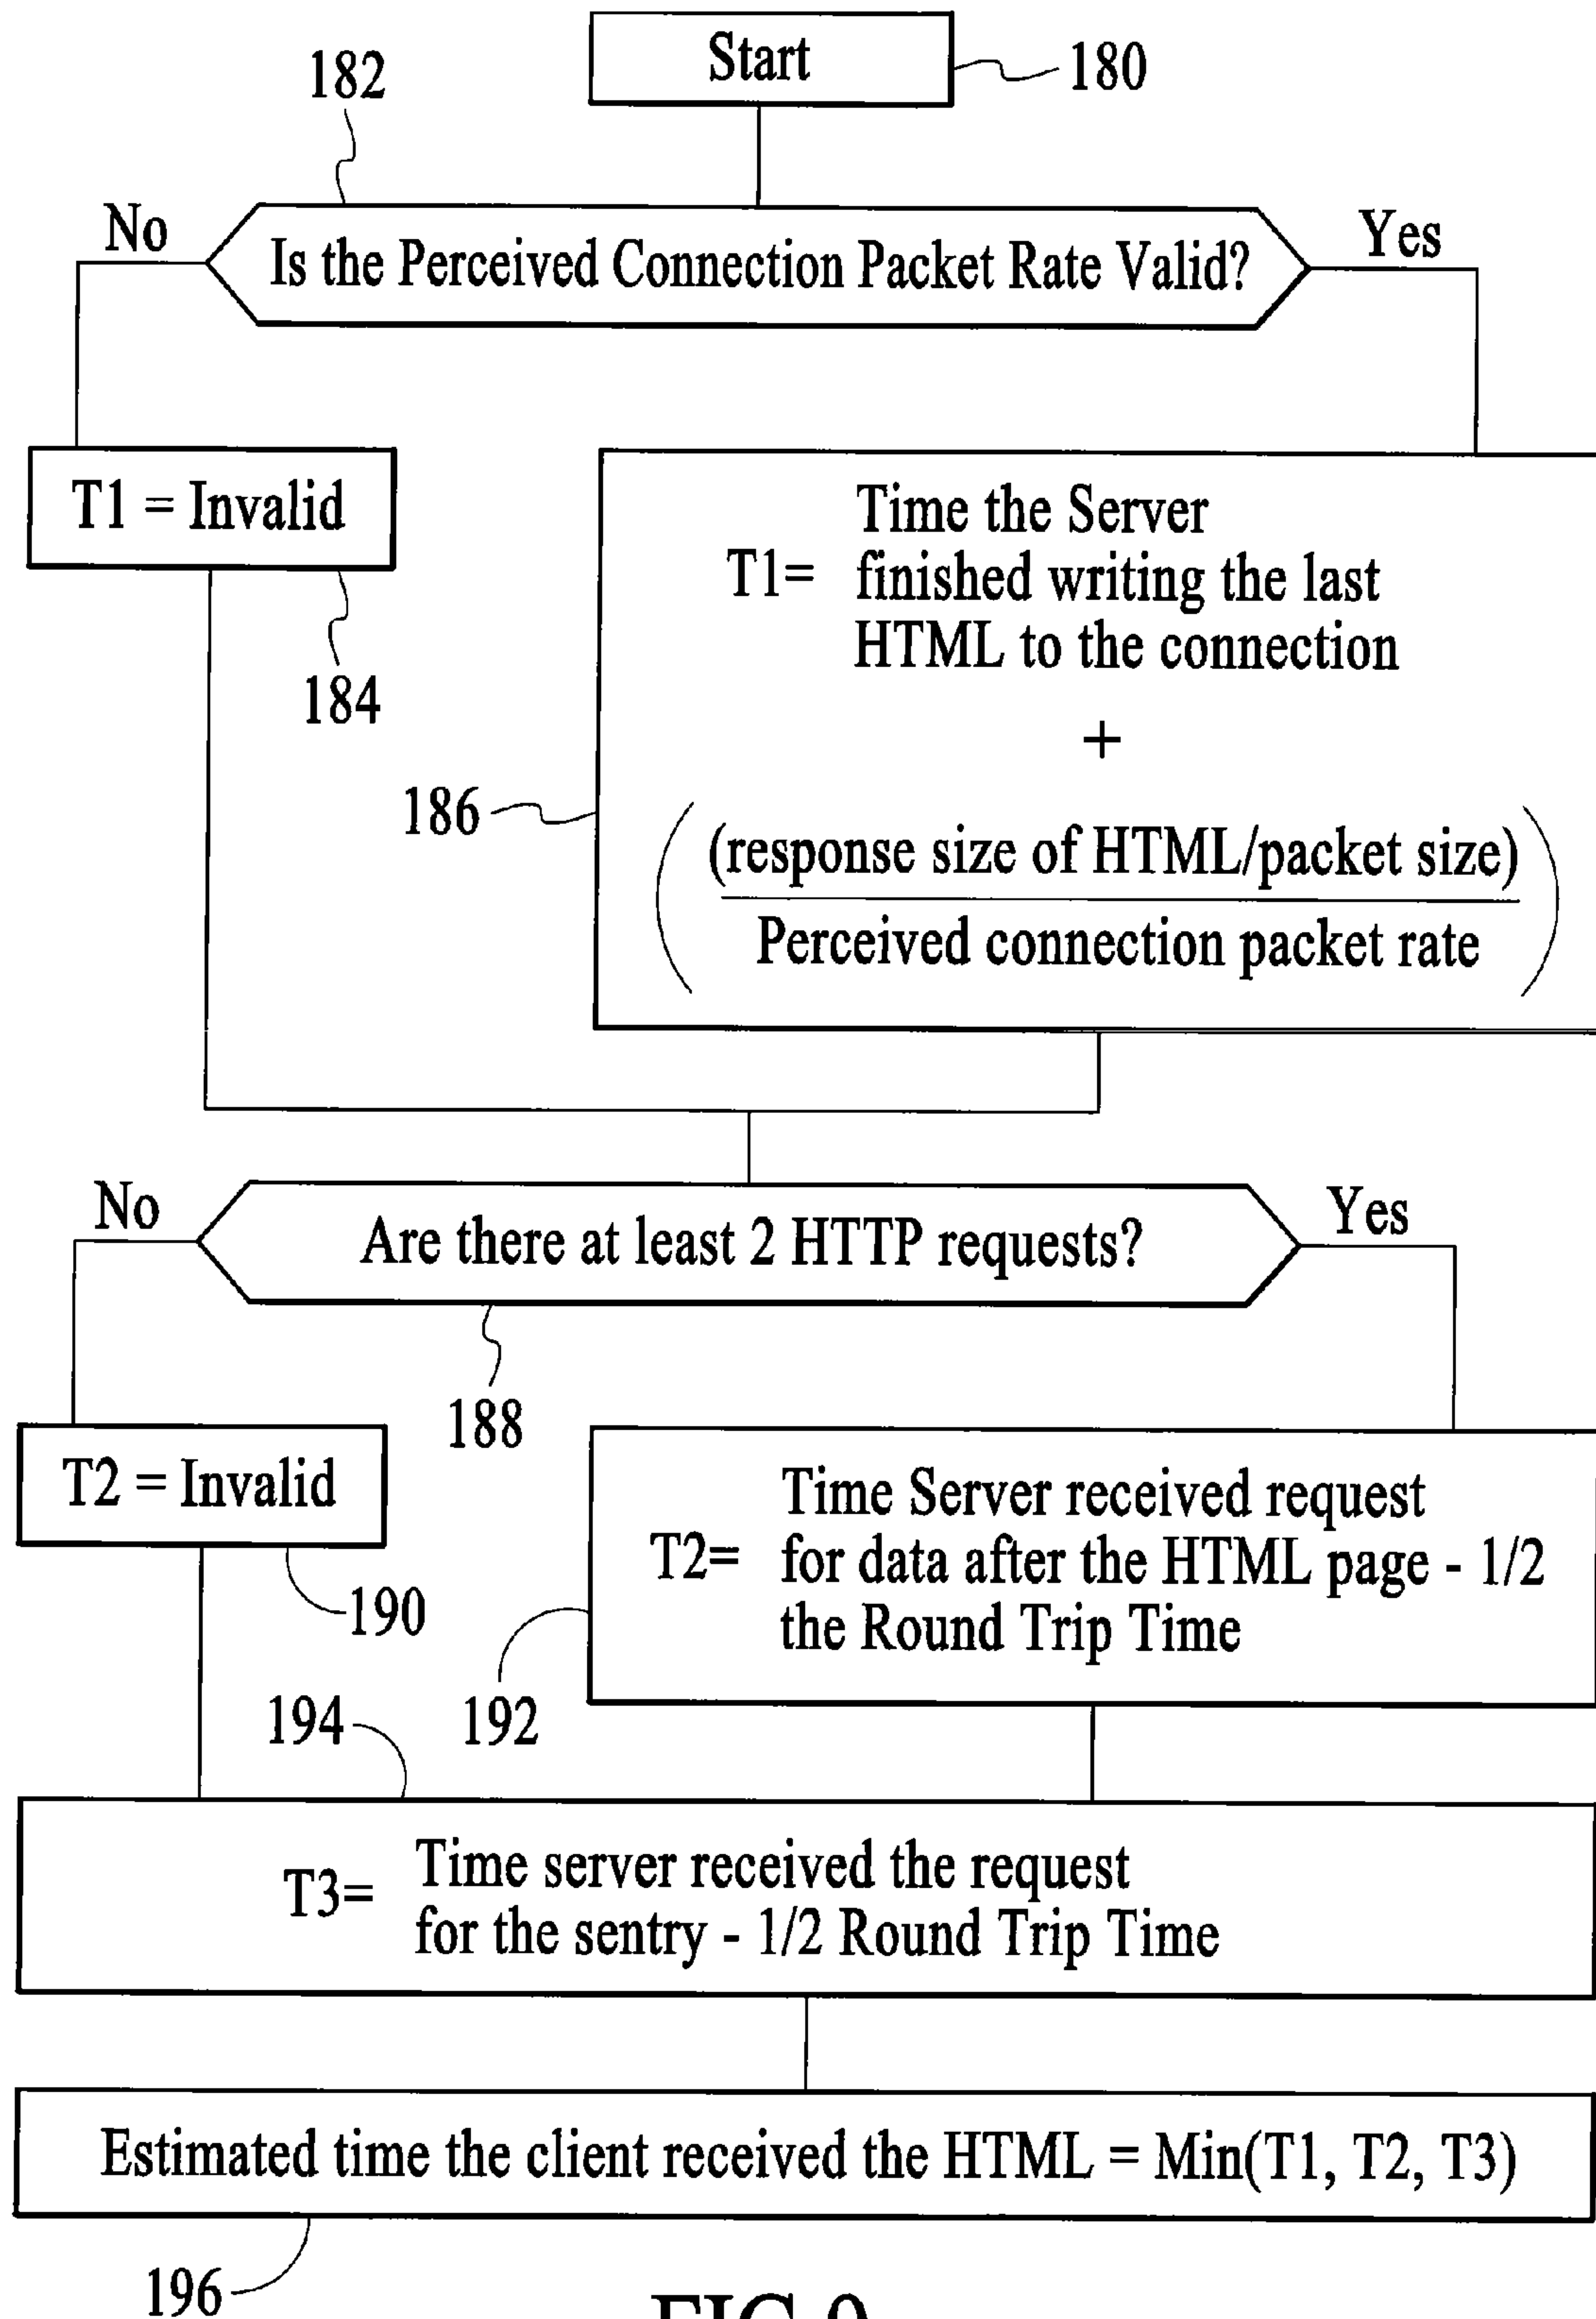 Start
180
182
No
Is the Perceived Connection Packet Rate Valid?
Yes
T1 = Invalid
184
Time the Server
T1= finished writing the last
HTML to the connection
+
186
(response size of HTML/packet size)
Perceived connection packet rate
No
Are there at least 2 HTTP requests?
Yes
188
T2 = Invalid
190
Time Server received request
T2= for data after the HTML page - 1/2
the Round Trip Time
192
194
T3= Time server received the request
for the sentry - 1/2 Round Trip Time
Estimated time the client received the HTML = Min(T1, T2, T3)
196